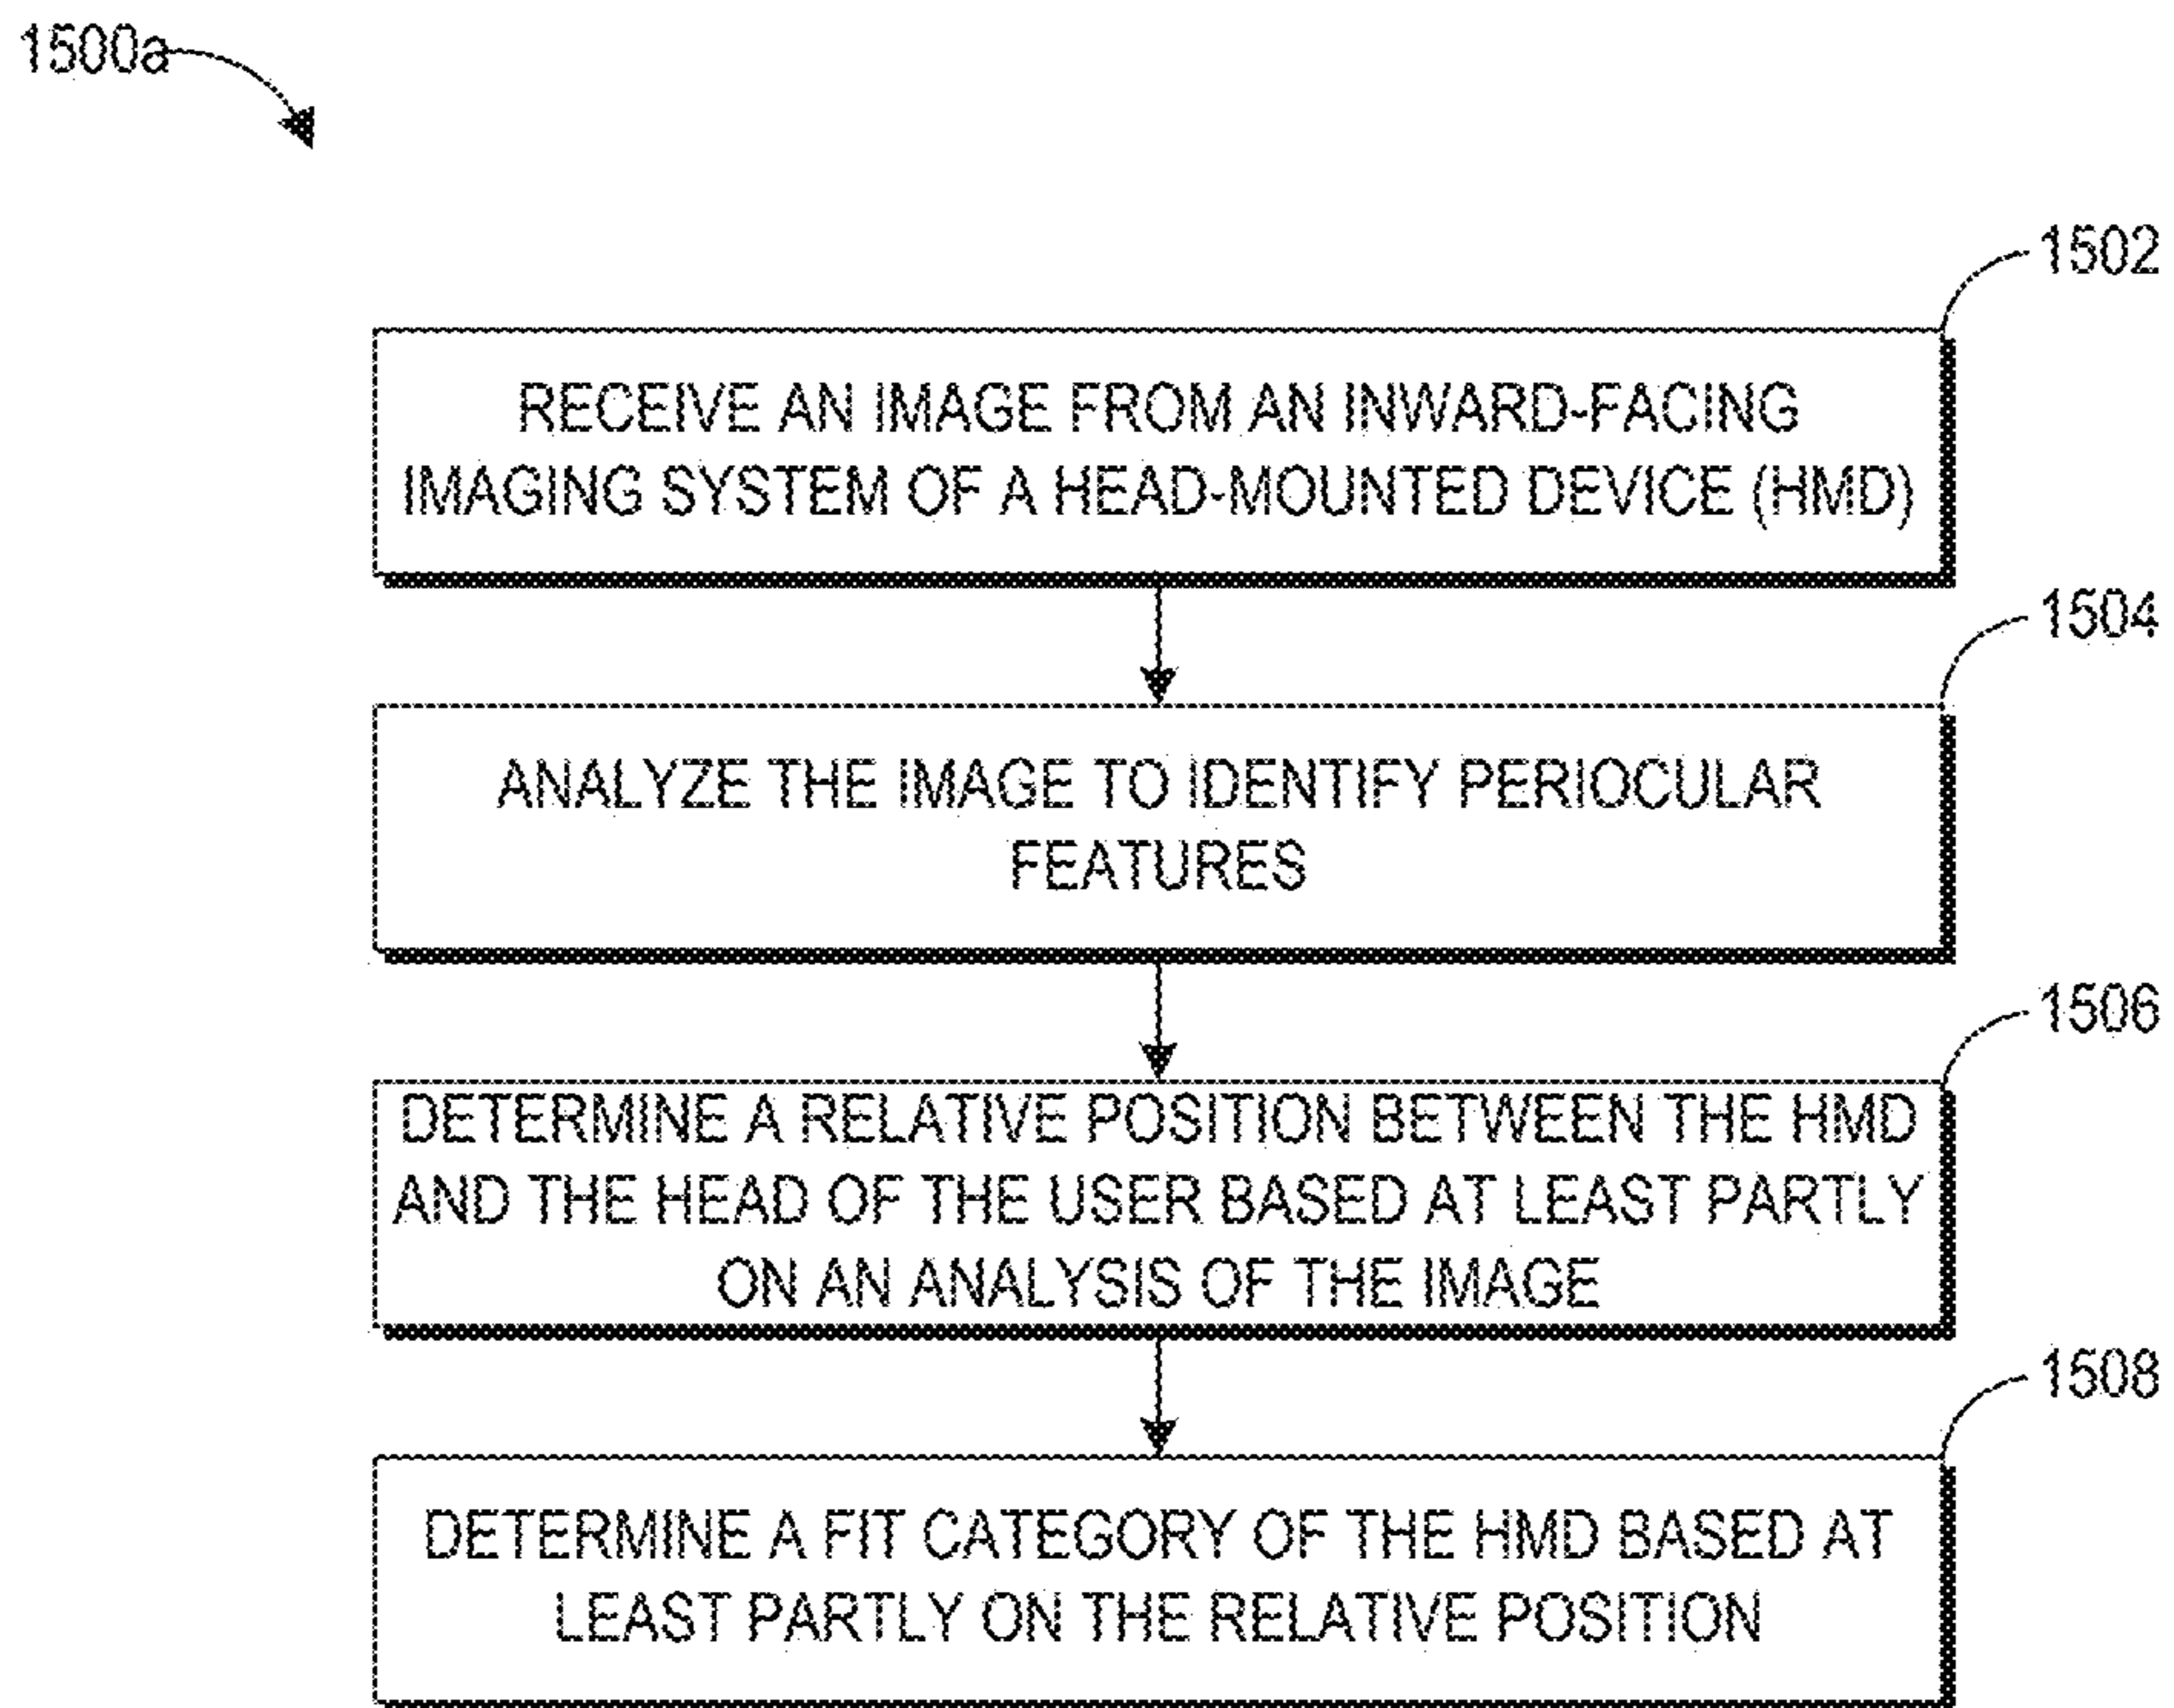 1500a
1502
RECEIVE AN IMAGE FROM AN INWARD-FACING
IMAGING SYSTEM OF A HEAD-MOUNTED DEVICE (HMD)
1504
ANALYZE THE IMAGE TO IDENTIFY PERIOCULAR
FEATURES
1506
DETERMINE A RELATIVE POSITION BETWEEN THE HMD
AND THE HEAD OF THE USER BASED AT LEAST PARTLY
ON AN ANALYSIS OF THE IMAGE
1508
DETERMINE A FIT CATEGORY OF THE HMD BASED AT
LEAST PARTLY ON THE RELATIVE POSITION